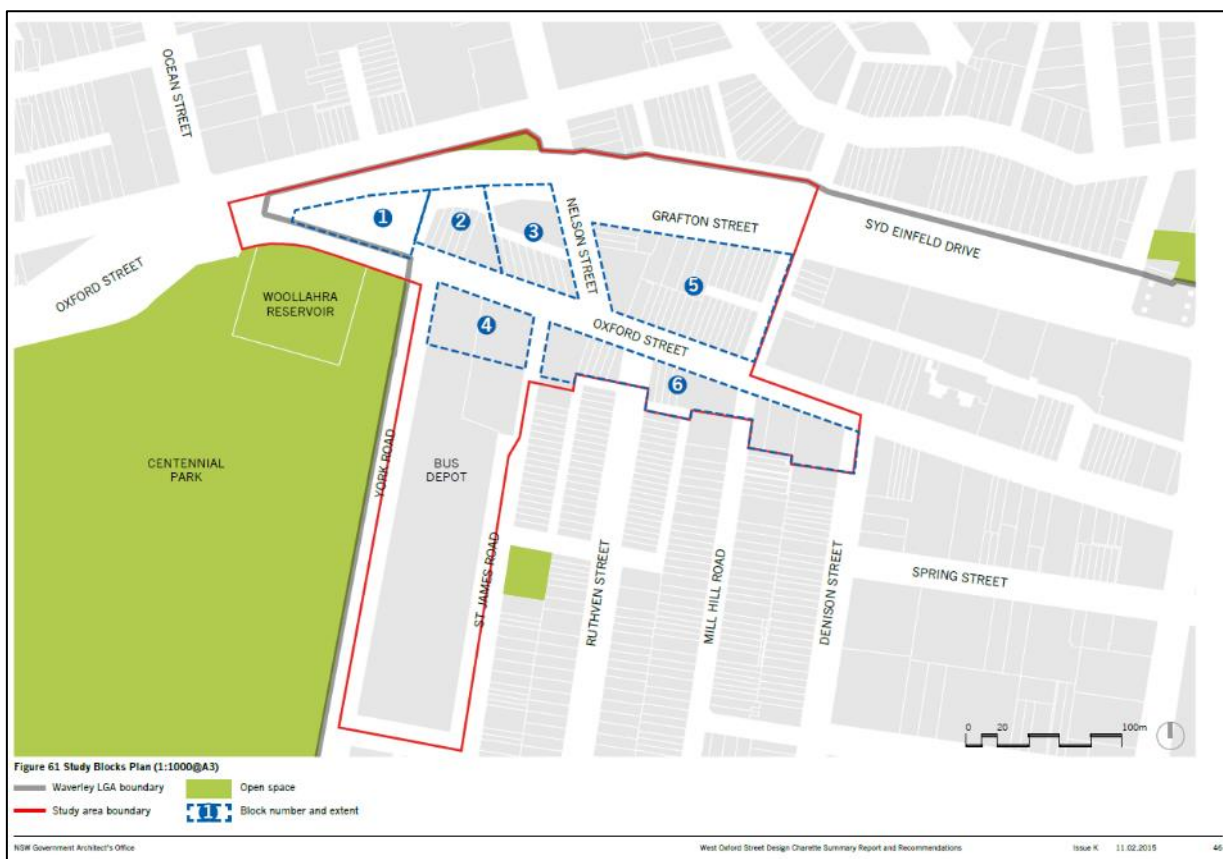 OCEAN STREET
OXFORD STREET
WOOLLAHRA
RESERVOIR
CENTENNIAL
PARK
YORK ROAD
BUS
DEPOT
ST JAMES ROAD
RUTHVEN STREET
MILL HILL ROAD
DENISON STREET
SPRING STREET
NELSON STREET
GRAFTON STREET
SYD EINFELD DRIVE
OXFORD STREET
1
2
3
4
5
6
0 20 100m
Figure 61 Study Blocks Plan (1:1000@A3)
Waverley LGA boundary
Open space
Study area boundary
1 Block number and extent
NSW Government Architect's Office
West Oxford Street Design Charette Summary Report and Recommendations
Issue K 11.02.2015
46